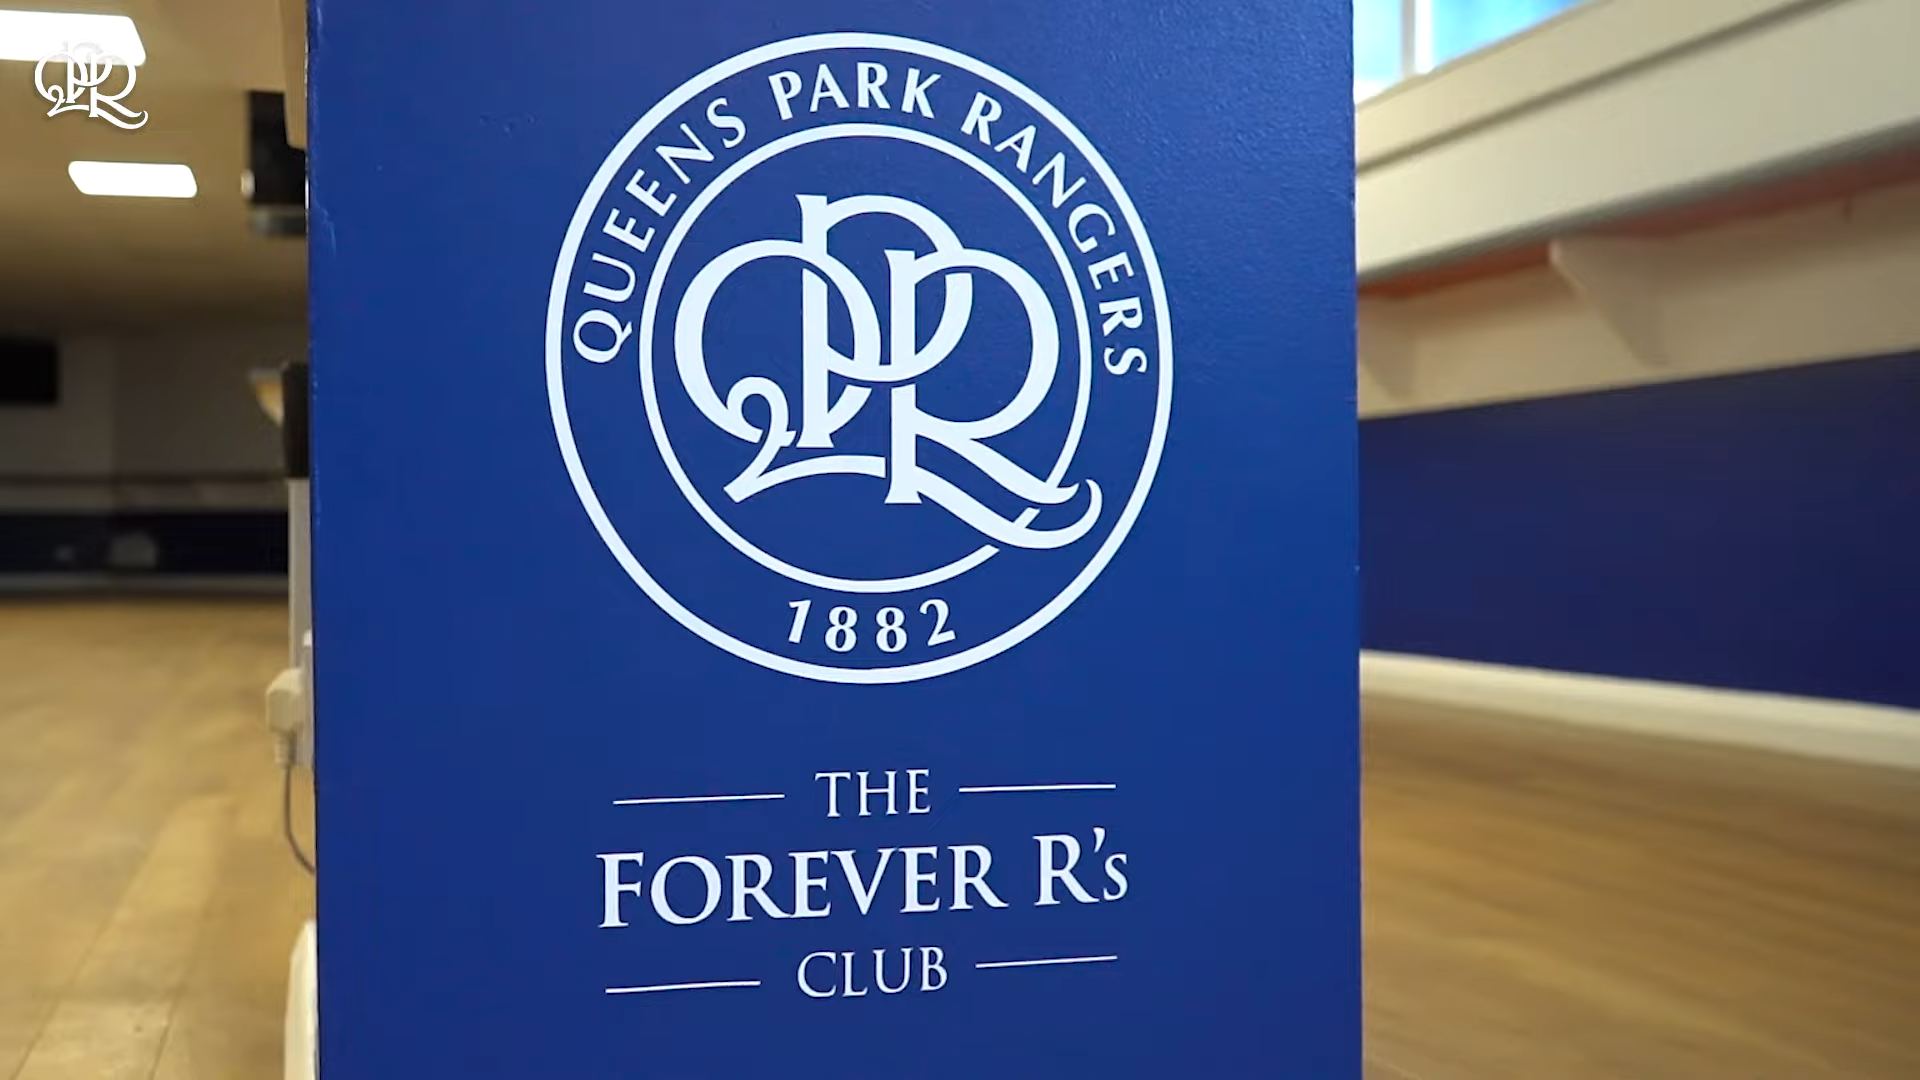 QPR
QUEENS PARK RANGERS
QPR
1882
THE
FOREVER R's
CLUB